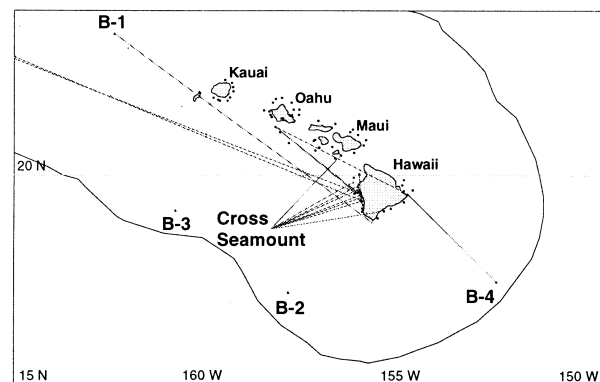 B-1
Kauai
Oahu
Maui
Hawaii
20 N
Cross
Seamount
B-3
B-2
B-4
15 N
160 W
155 W
150 W